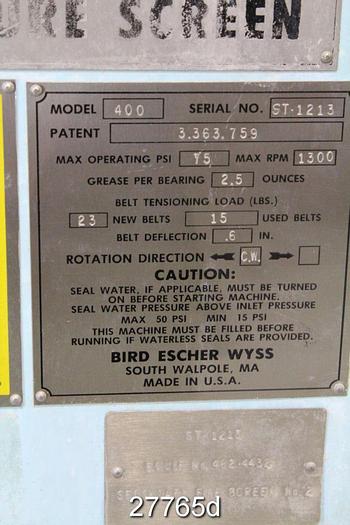 URE SCREEN
MODEL 400 SERIAL NO. ST-1213
PATENT 3.363.759
MAX OPERATING PSI 75 MAX RPM 1300
GREASE PER BEARING 2.5 OUNCES
BELT TENSIONING LOAD (LBS.)
23 NEW BELTS 15 USED BELTS
BELT DEFLECTION .6 IN.
ROTATION DIRECTION C.W.
CAUTION:
SEAL WATER, IF APPLICABLE, MUST BE TURNED
ON BEFORE STARTING MACHINE.
SEAL WATER PRESSURE ABOVE INLET PRESSURE
MAX 50 PSI MIN 15 PSI
THIS MACHINE MUST BE FILLED BEFORE
RUNNING IF WATERLESS SEALS ARE PROVIDED.
BIRD ESCHER WYSS
SOUTH WALPOLE, MA
MADE IN U.S.A.
ST-1213
EQUIP No. 462-443
SCREEN No. 2
27765d